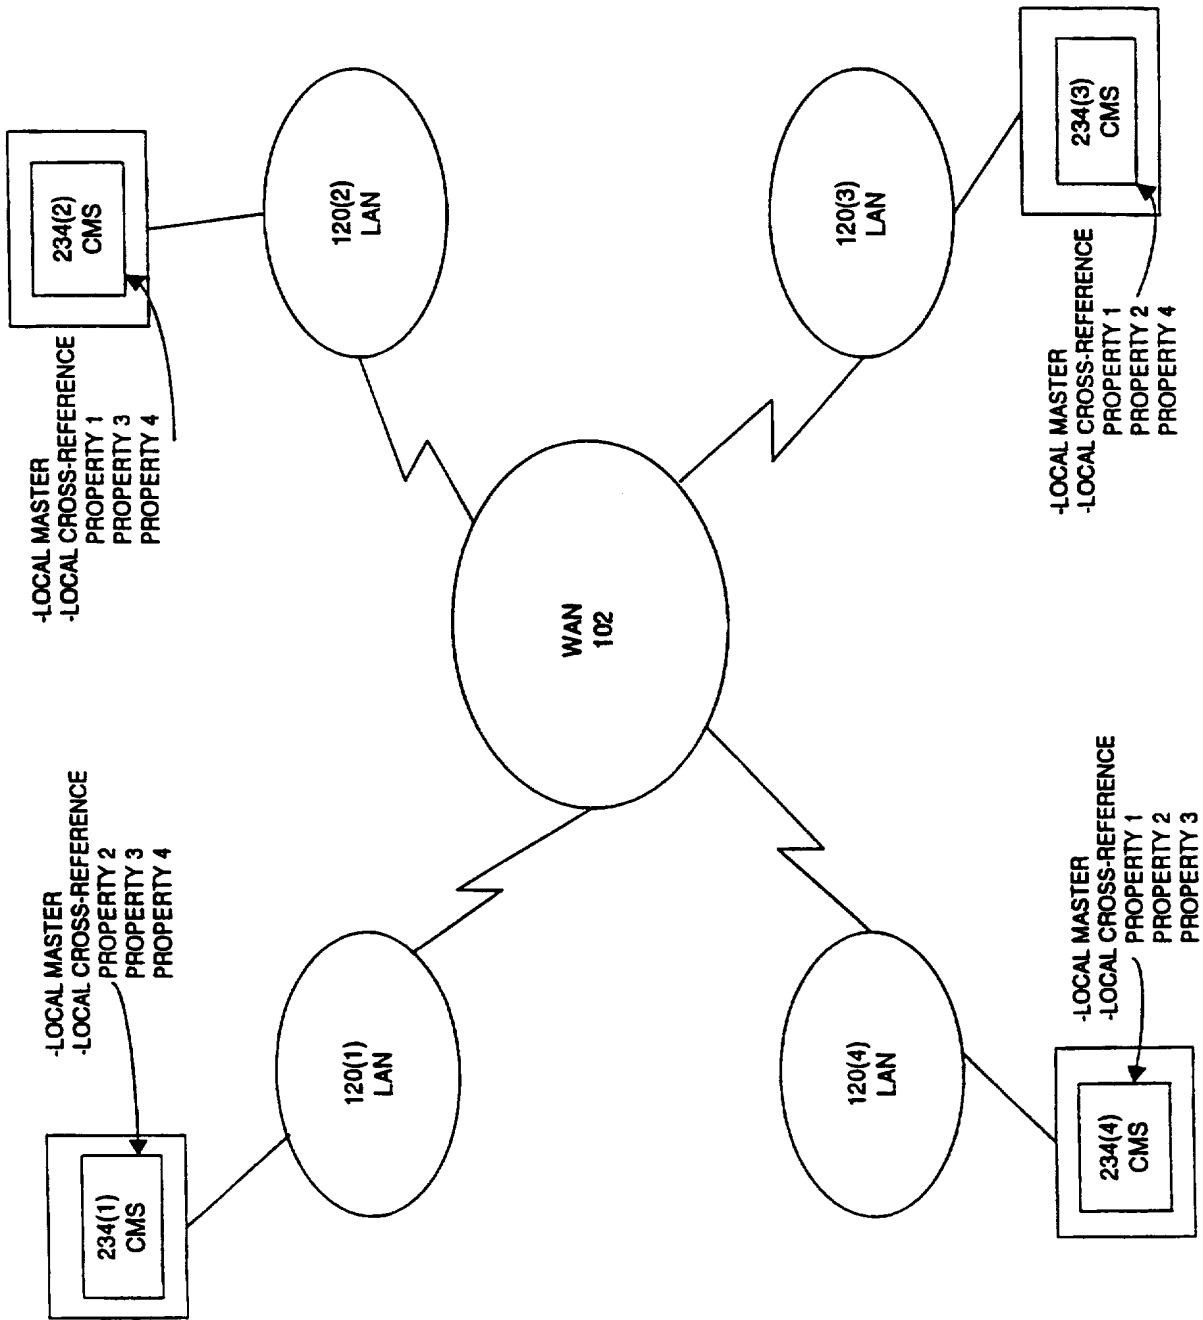 234(1)
CMS
-LOCAL MASTER
-LOCAL CROSS-REFERENCE
PROPERTY 2
PROPERTY 3
PROPERTY 4
234(2)
CMS
-LOCAL MASTER
-LOCAL CROSS-REFERENCE
PROPERTY 1
PROPERTY 3
PROPERTY 4
120(1)
LAN
120(2)
LAN
WAN
102
120(4)
LAN
120(3)
LAN
234(4)
CMS
-LOCAL MASTER
-LOCAL CROSS-REFERENCE
PROPERTY 1
PROPERTY 2
PROPERTY 3
-LOCAL MASTER
-LOCAL CROSS-REFERENCE
PROPERTY 1
PROPERTY 2
PROPERTY 4
234(3)
CMS